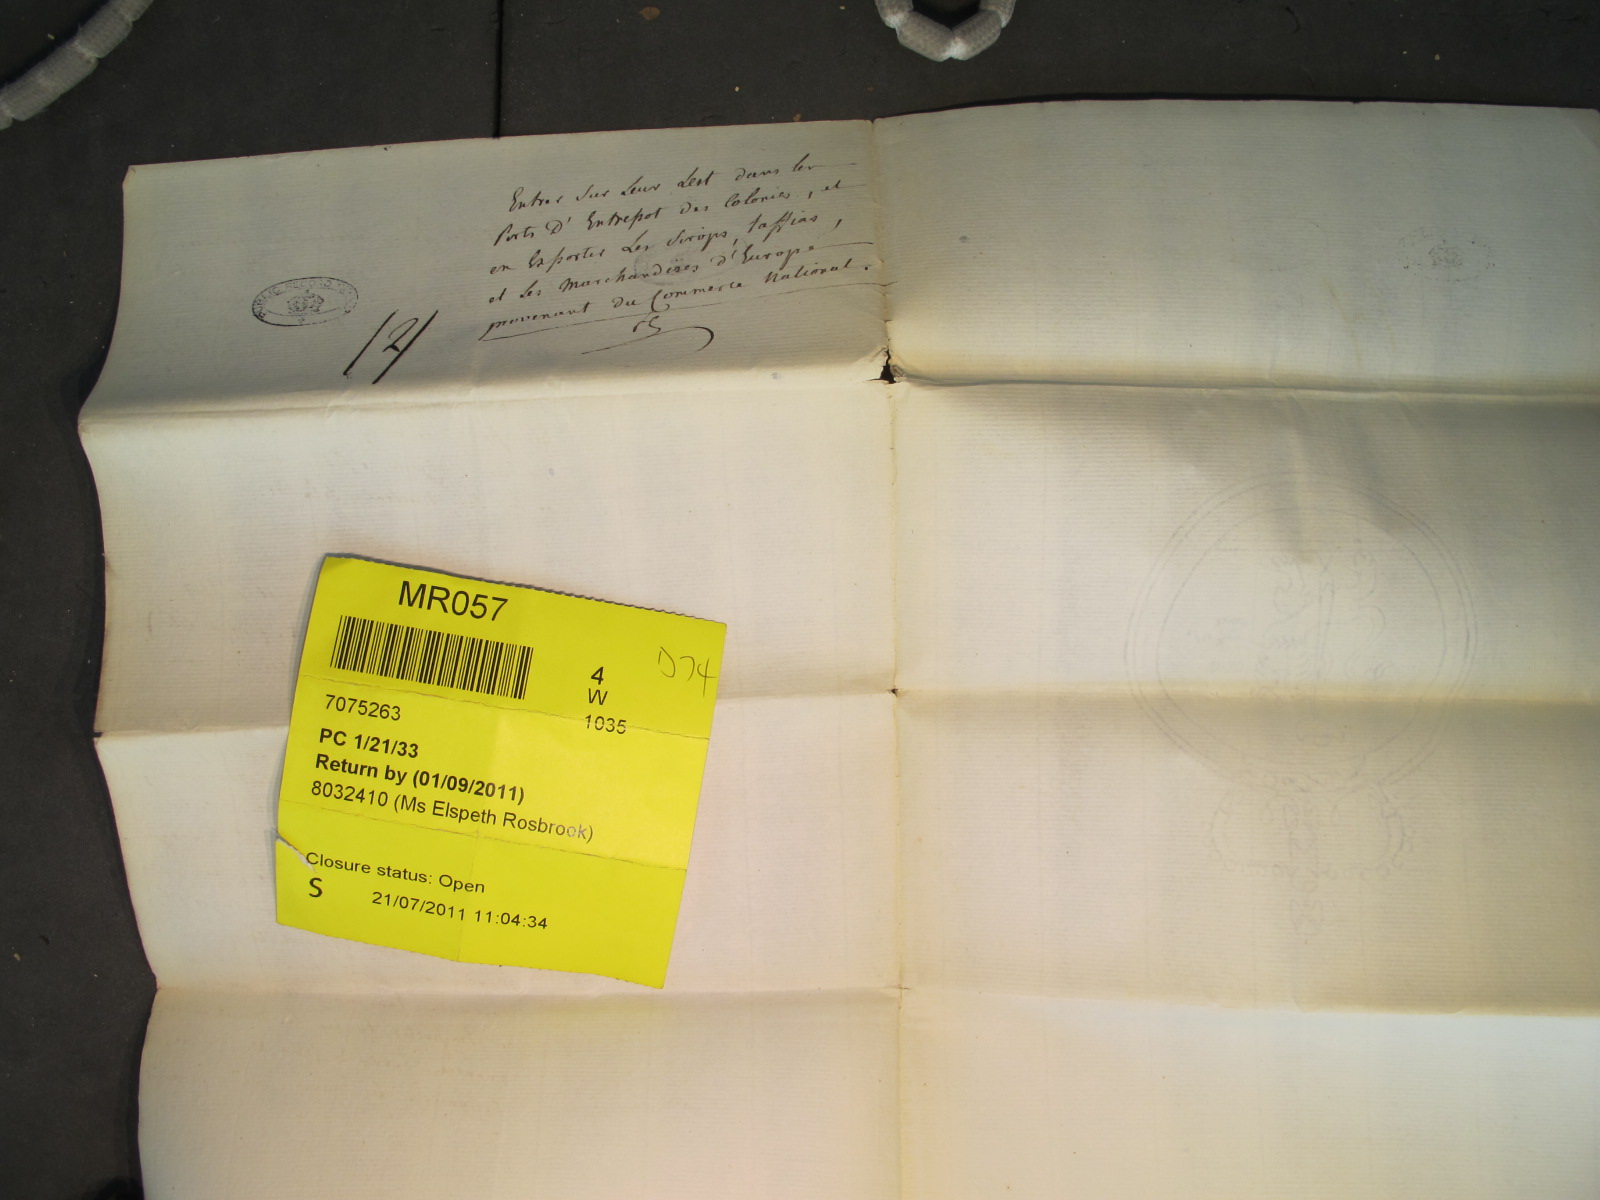 Entrer Sur Leur Lest dans les
Ports D'Entrepot des Colonies, et
en Exporter Les Sirops, taffias,
et Les Marchandises d'Europe
provenant du Commerce National.
/2/
MR057
D74
4
W
1035
7075263
PC 1/21/33
Return by (01/09/2011)
8032410 (Ms Elspeth Rosbrook)
Closure status: Open
S 21/07/2011 11:04:34